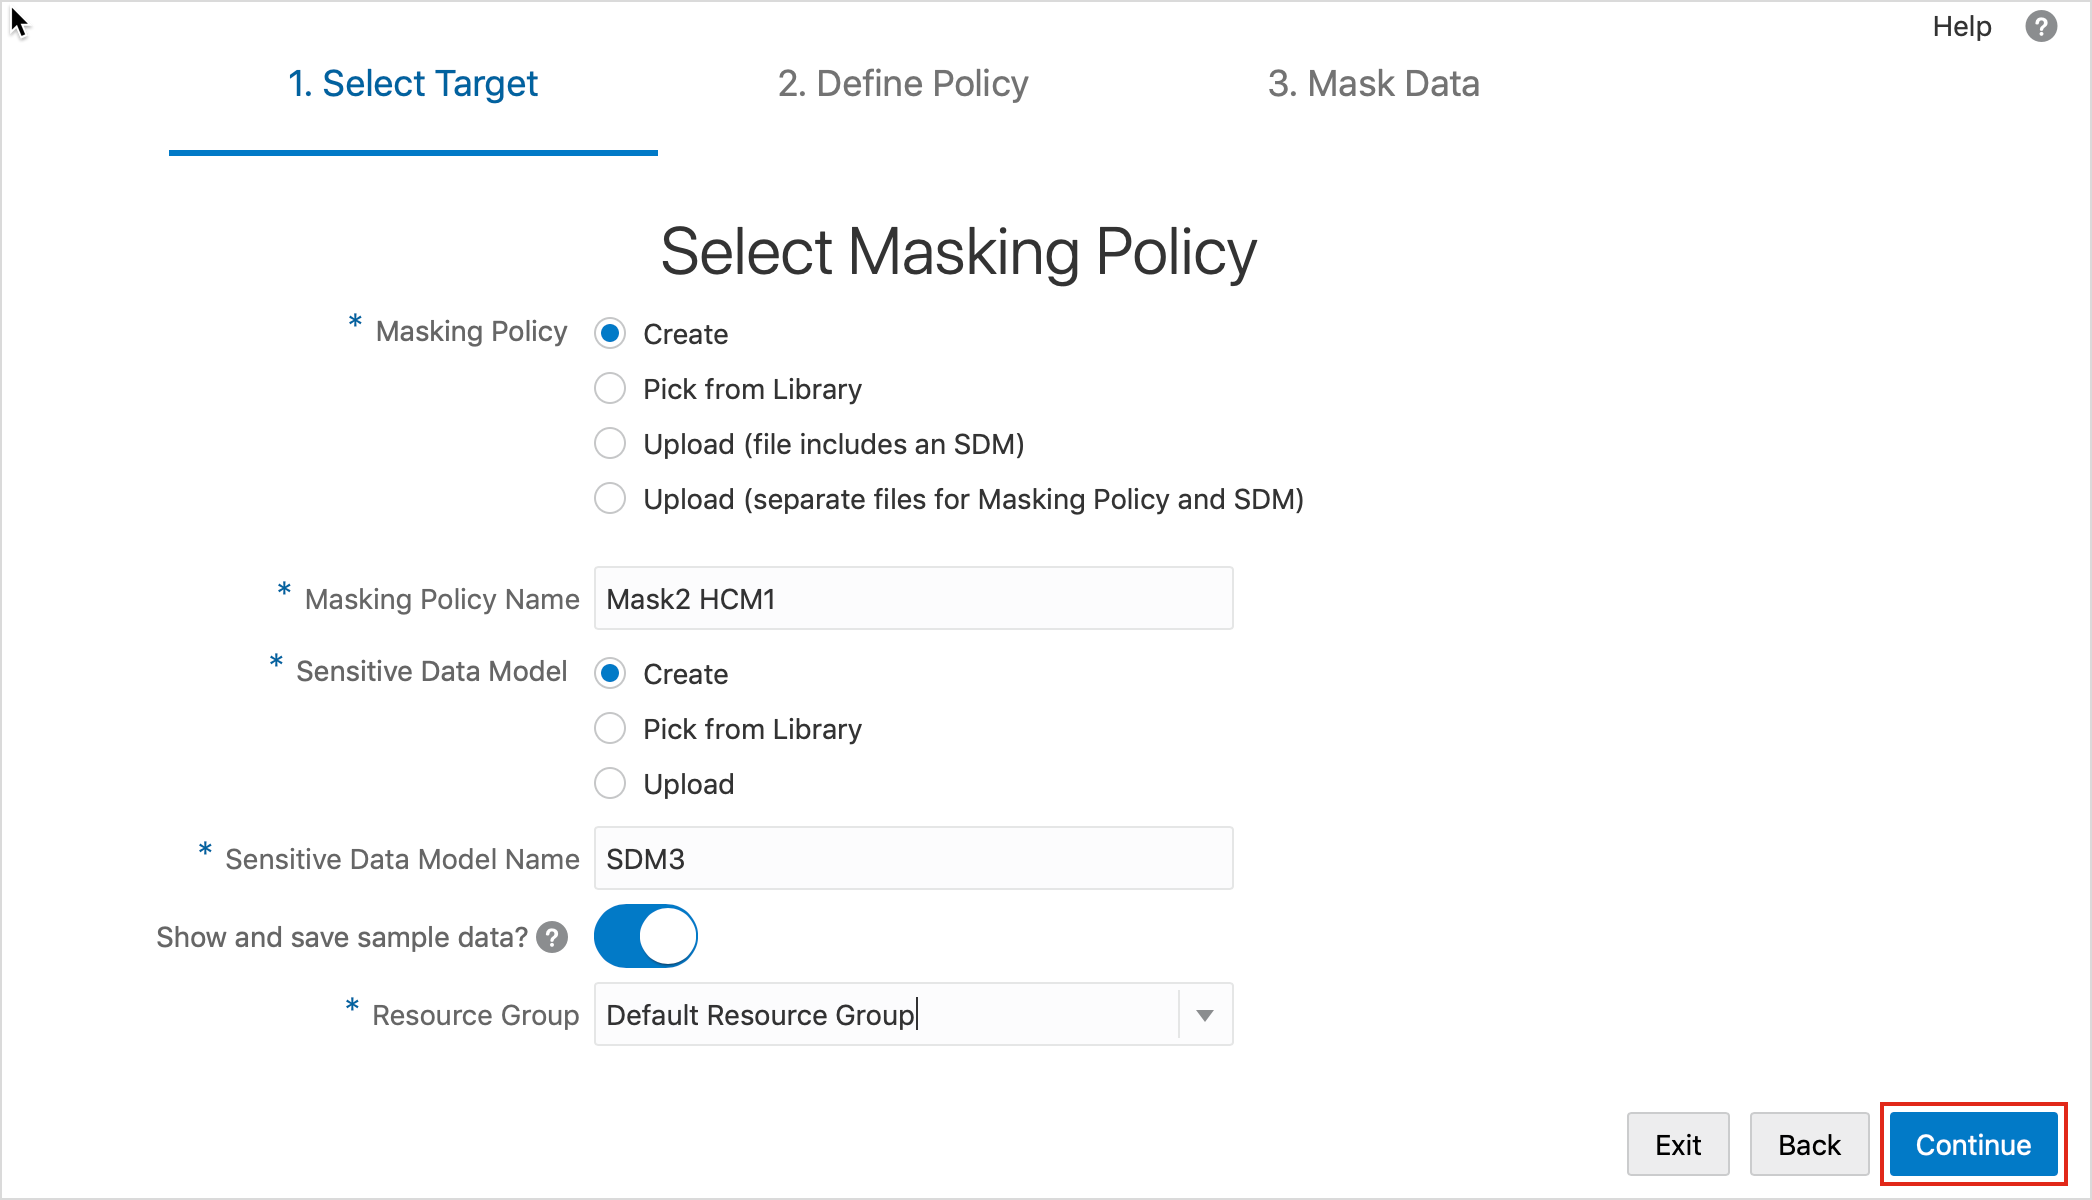 Help ?
1. Select Target 2. Define Policy 3. Mask Data
Select Masking Policy
* Masking Policy Create
Pick from Library
Upload (file includes an SDM)
Upload (separate files for Masking Policy and SDM)
* Masking Policy Name Mask2 HCM1
* Sensitive Data Model Create
Pick from Library
Upload
* Sensitive Data Model Name SDM3
Show and save sample data? ?
* Resource Group Default Resource Group
Exit Back Continue